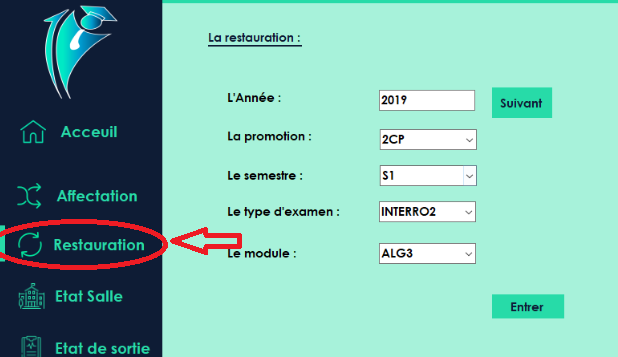 Acceuil
Affectation
Restauration
Etat Salle
Etat de sortie
La restauration :
L'Année :
2019
Suivant
La promotion :
2CP
Le semestre :
S1
Le type d'examen :
INTERRO2
Le module :
ALG3
Entrer